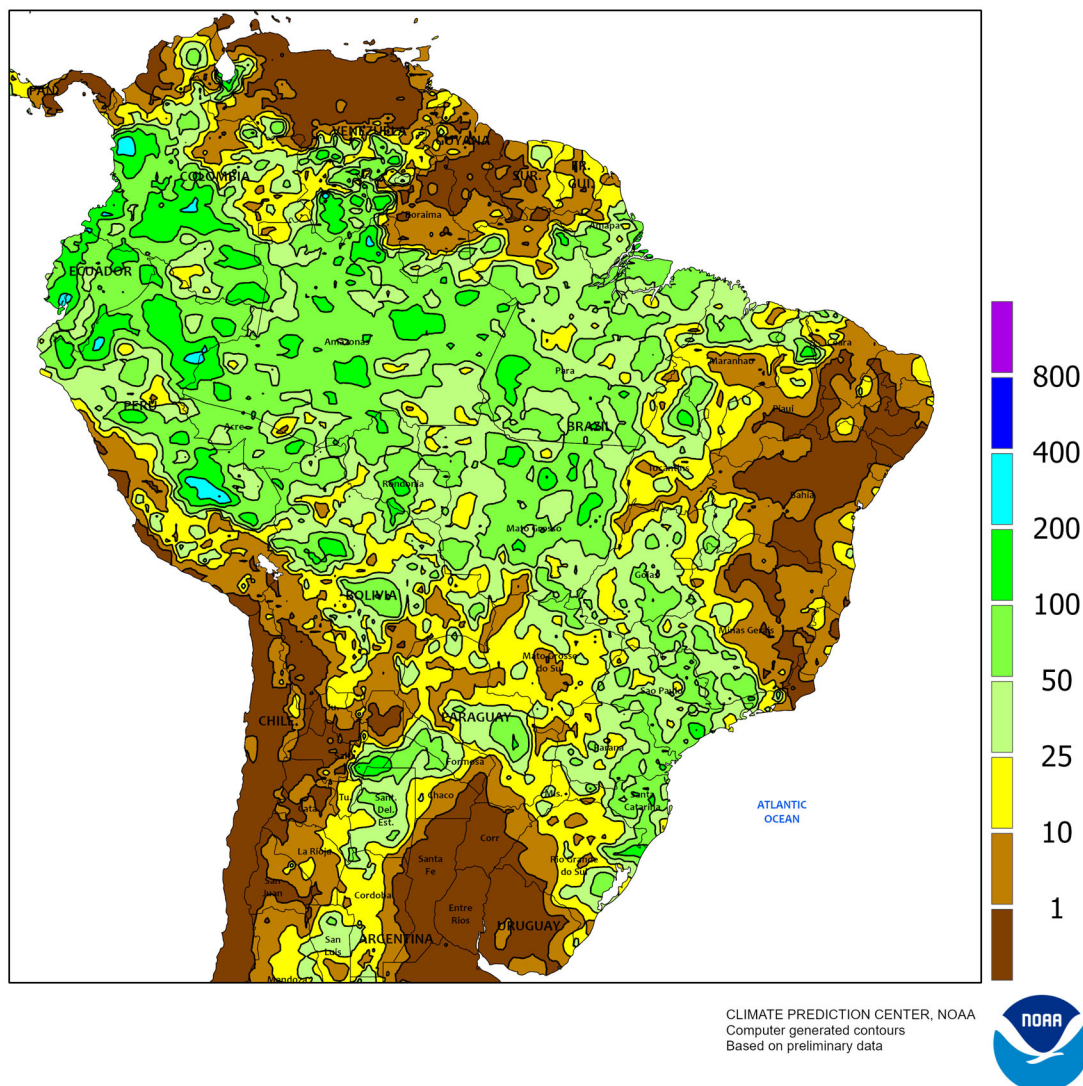 PAN.
VENEZUELA
GUYANA
COLOMBIA
SUR.
FR.
GUI.
Roraima
Amapa
ECUADOR
Amazonas
Para
Maranhao
Ceara
PERU
Acre
BRAZIL
Piaui
Rondonia
Tocantins
Bahia
Mato Grosso
BOLIVIA
Goias
Minas Gerais
Mato Grosso
do Sul
Sao Paulo
CHILE
Ju.
PARAGUAY
Salta
Formosa
Parana
Cata.
Tu.
Sant.
Del
Est.
Chaco
Mis.
Santa
Catarina
ATLANTIC
OCEAN
La Rioja
Santa
Fe
Corr
Rio Grande
do Sul
San
Juan
Cordoba
Entre
Rios
URUGUAY
San
Luis
ARGENTINA
Mendoza
800
400
200
100
50
25
10
1
CLIMATE PREDICTION CENTER, NOAA
Computer generated contours
Based on preliminary data
NOAA